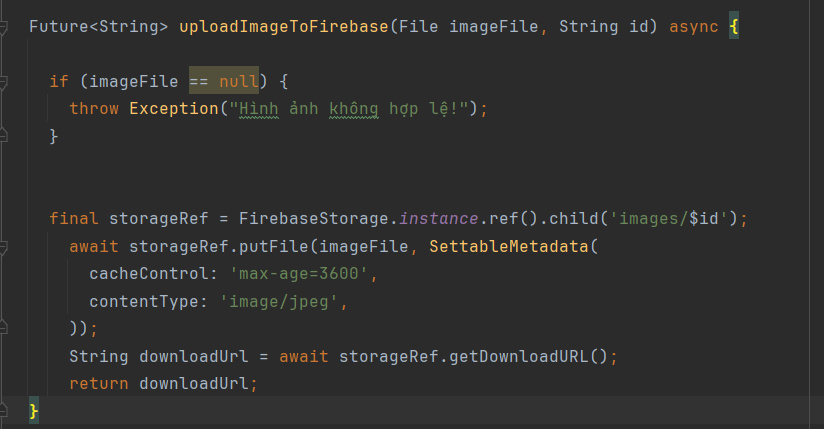 Future<String> uploadImageToFirebase(File imageFile, String id) async {
if (imageFile == null) {
throw Exception("Hình ảnh không hợp lệ!");
}
final storageRef = FirebaseStorage.instance.ref().child('images/$id');
await storageRef.putFile(imageFile, SettableMetadata(
cacheControl: 'max-age=3600',
contentType: 'image/jpeg',
));
String downloadUrl = await storageRef.getDownloadURL();
return downloadUrl;
}